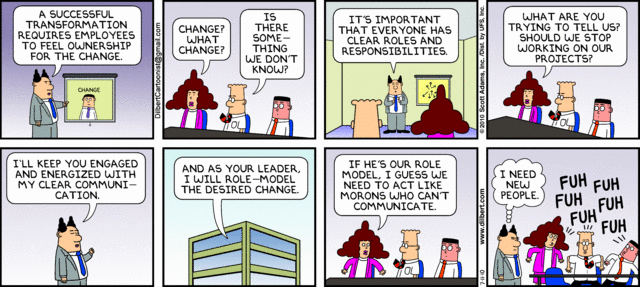 A SUCCESSFUL
TRANSFORMATION
REQUIRES EMPLOYEES
TO FEEL OWNERSHIP
FOR THE CHANGE.
CHANGE
DilbertCartoonist@gmail.com
CHANGE?
WHAT
CHANGE?
IS
THERE
SOME-
THING
WE DON'T
KNOW?
IT'S IMPORTANT
THAT EVERYONE HAS
CLEAR ROLES AND
RESPONSIBILITIES.
© 2010 Scott Adams, Inc./Dist. by UFS, Inc.
WHAT ARE YOU
TRYING TO TELL US?
SHOULD WE STOP
WORKING ON OUR
PROJECTS?
I'LL KEEP YOU ENGAGED
AND ENERGIZED WITH
MY CLEAR COMMUNI-
CATION.
AND AS YOUR LEADER,
I WILL ROLE-MODEL
THE DESIRED CHANGE.
IF HE'S OUR ROLE
MODEL, I GUESS WE
NEED TO ACT LIKE
MORONS WHO CAN'T
COMMUNICATE.
www.dilbert.com
7-11-10
I NEED
NEW
PEOPLE.
FUH FUH
FUH FUH
FUH FUH